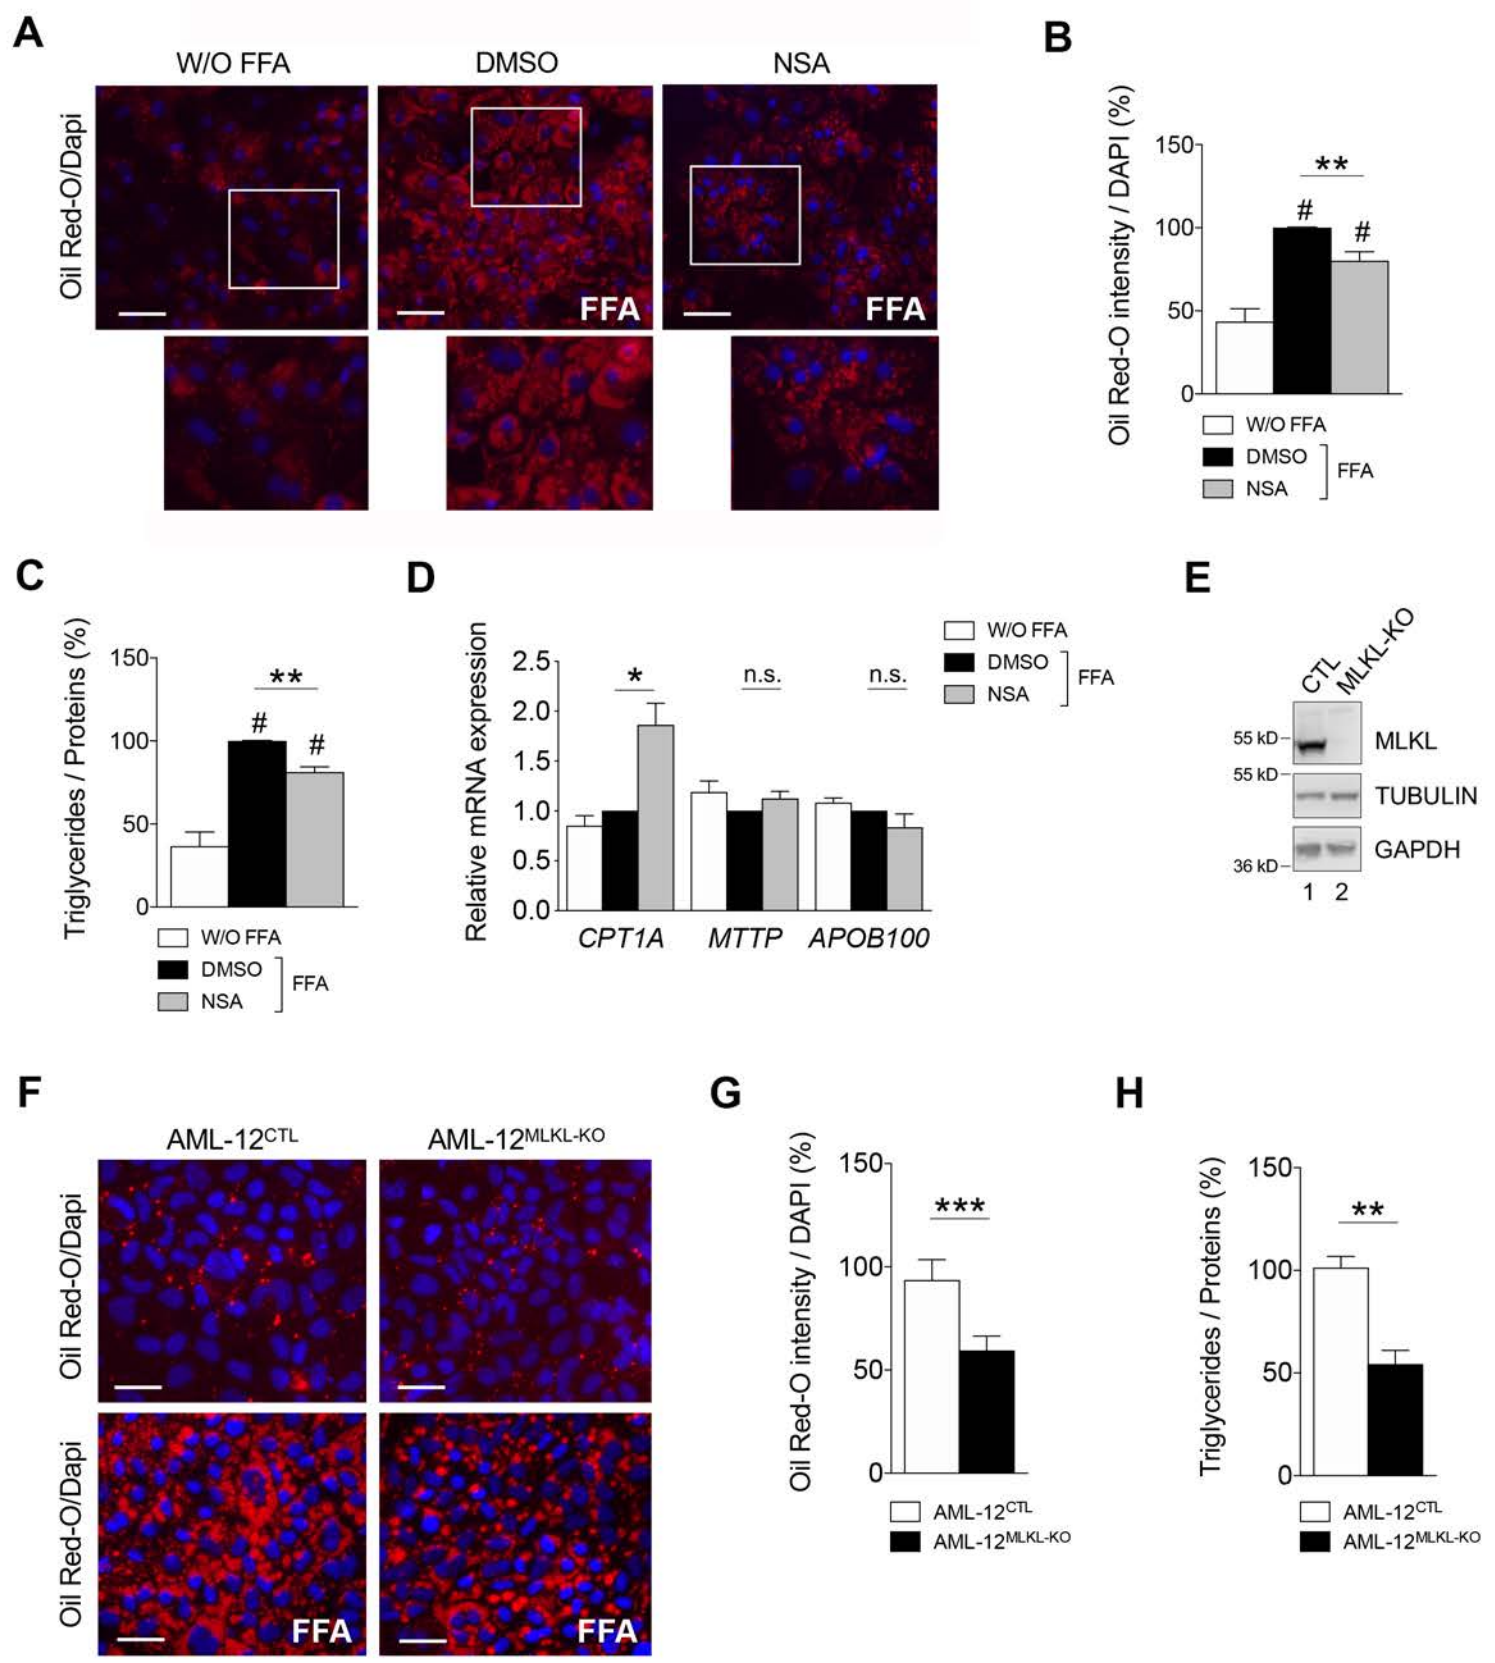 A
W/O FFA
DMSO
NSA
Oil Red-O/Dapi
FFA
FFA
B
Oil Red-O intensity / DAPI (%)
150
100
50
0
**
#
#
W/O FFA
DMSO
NSA
FFA
C
Triglycerides / Proteins (%)
150
100
50
0
**
#
#
W/O FFA
DMSO
NSA
FFA
D
Relative mRNA expression
2.5
2.0
1.5
1.0
0.5
0.0
*
n.s.
n.s.
CPT1A
MTTP
APOB100
W/O FFA
DMSO
NSA
FFA
E
CTL
MLKL-KO
55 kD
MLKL
55 kD
TUBULIN
36 kD
GAPDH
1 2
F
AML-12CTL
AML-12MLKL-KO
Oil Red-O/Dapi
Oil Red-O/Dapi
FFA
FFA
G
Oil Red-O intensity / DAPI (%)
150
100
50
0
***
AML-12CTL
AML-12MLKL-KO
H
Triglycerides / Proteins (%)
150
100
50
0
**
AML-12CTL
AML-12MLKL-KO